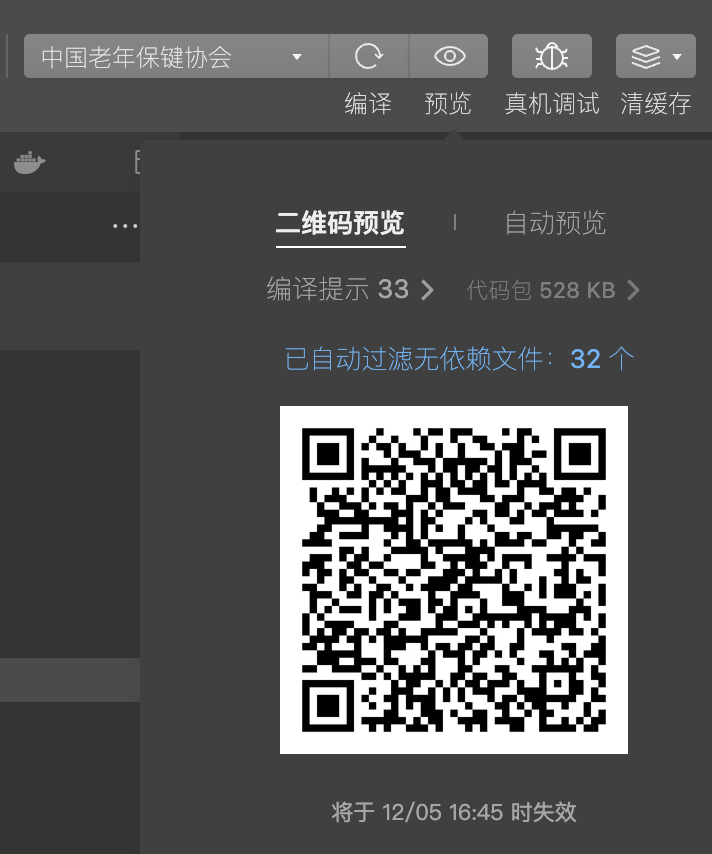 中国老年保键协会
编译 预览 真机调试 清缓存
二维码预览 自动预览
编译提示 33 代码包 528 KB
已自动过滤无依赖文件：32 个
将于 12/05 16:45 时失效